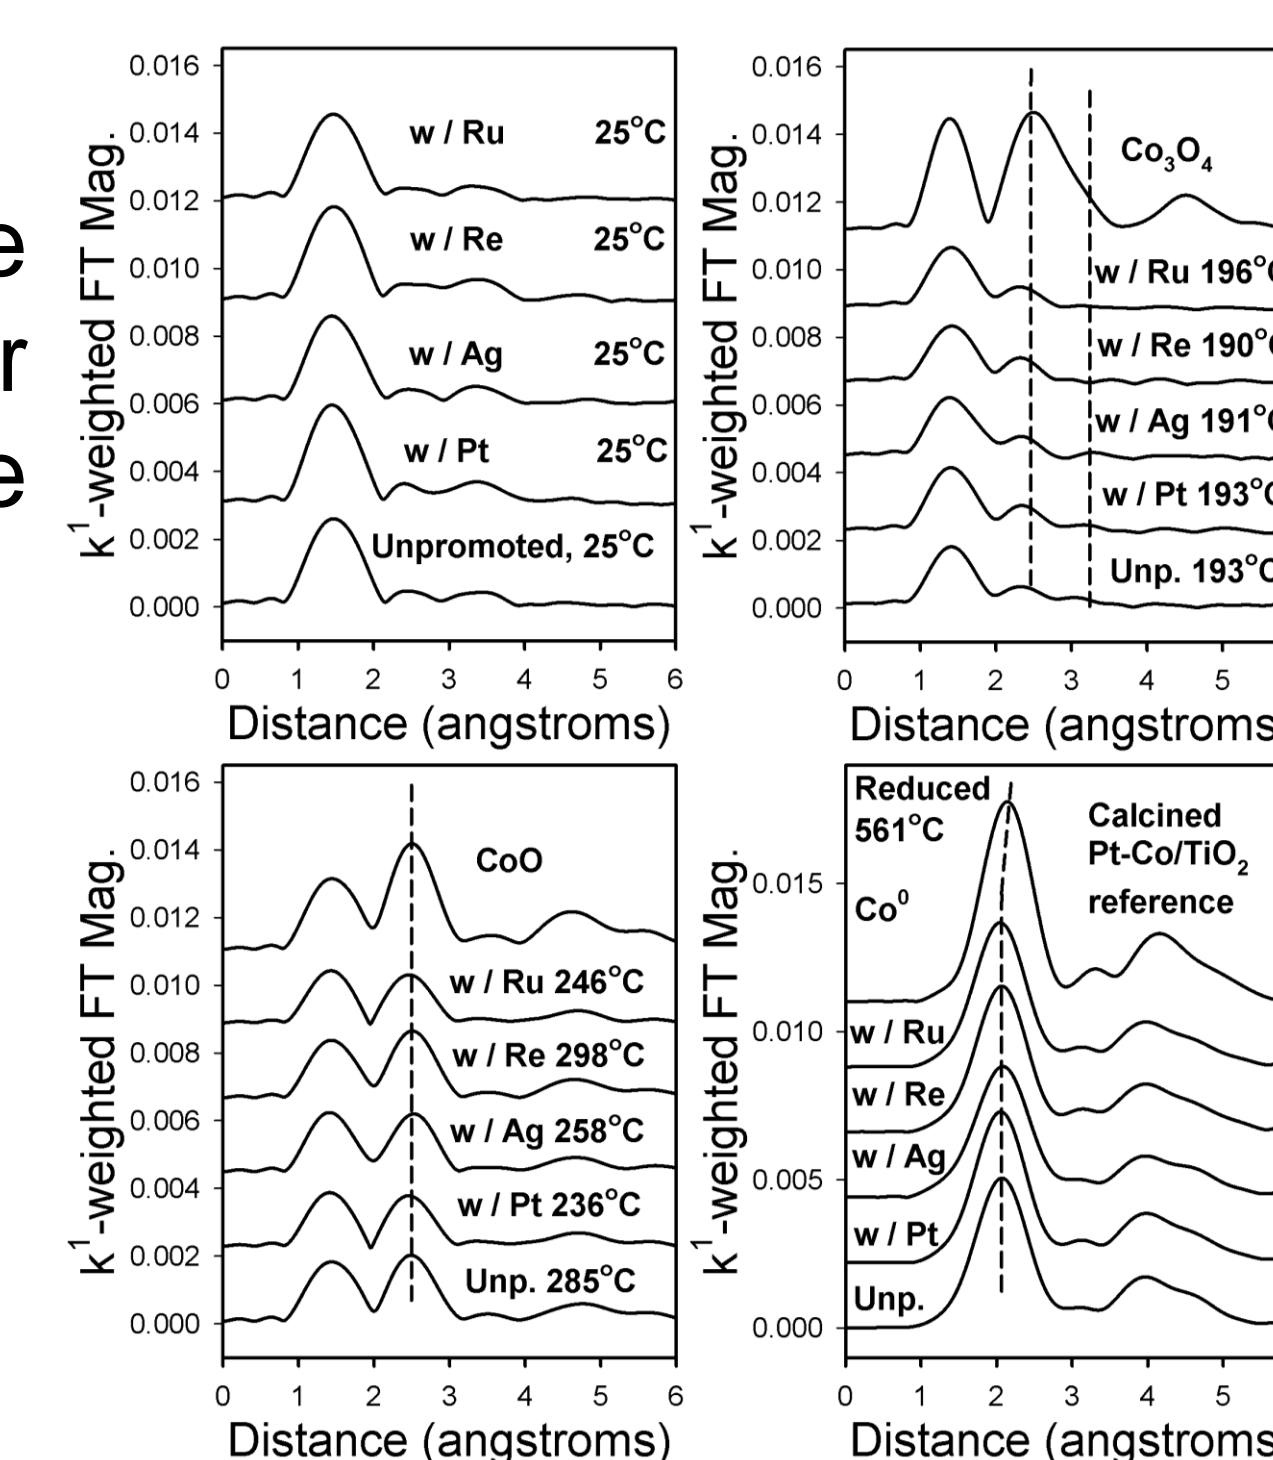 e
r
e
k¹-weighted FT Mag.
0.016
0.014
0.012
0.010
0.008
0.006
0.004
0.002
0.000
w / Ru 25°C
w / Re 25°C
w / Ag 25°C
w / Pt 25°C
Unpromoted, 25°C
0 1 2 3 4 5 6
Distance (angstroms)
k¹-weighted FT Mag.
0.016
0.014
0.012
0.010
0.008
0.006
0.004
0.002
0.000
Co₃O₄
w / Ru 196°C
w / Re 190°C
w / Ag 191°C
w / Pt 193°C
Unp. 193°C
0 1 2 3 4 5
Distance (angstroms
k¹-weighted FT Mag.
0.016
0.014
0.012
0.010
0.008
0.006
0.004
0.002
0.000
CoO
w / Ru 246°C
w / Re 298°C
w / Ag 258°C
w / Pt 236°C
Unp. 285°C
0 1 2 3 4 5 6
Distance (angstroms)
k¹-weighted FT Mag.
0.015
0.010
0.005
0.000
Reduced
561°C
Co⁰
Calcined
Pt-Co/TiO₂
reference
w / Ru
w / Re
w / Ag
w / Pt
Unp.
0 1 2 3 4 5
Distance (angstroms